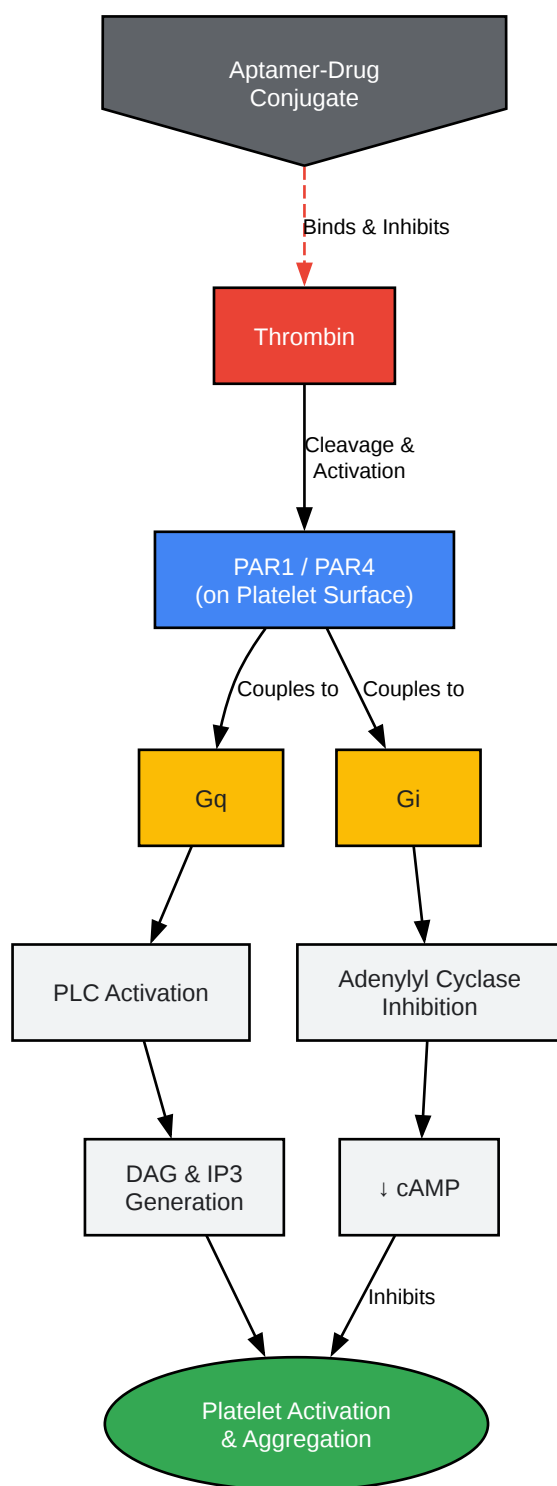 Aptamer-Drug
Conjugate
Binds & Inhibits
Thrombin
Cleavage &
Activation
PAR1 / PAR4
(on Platelet Surface)
Couples to
Couples to
Gq
Gi
PLC Activation
Adenylyl Cyclase
Inhibition
DAG & IP3
Generation
↓ cAMP
Inhibits
Platelet Activation
& Aggregation